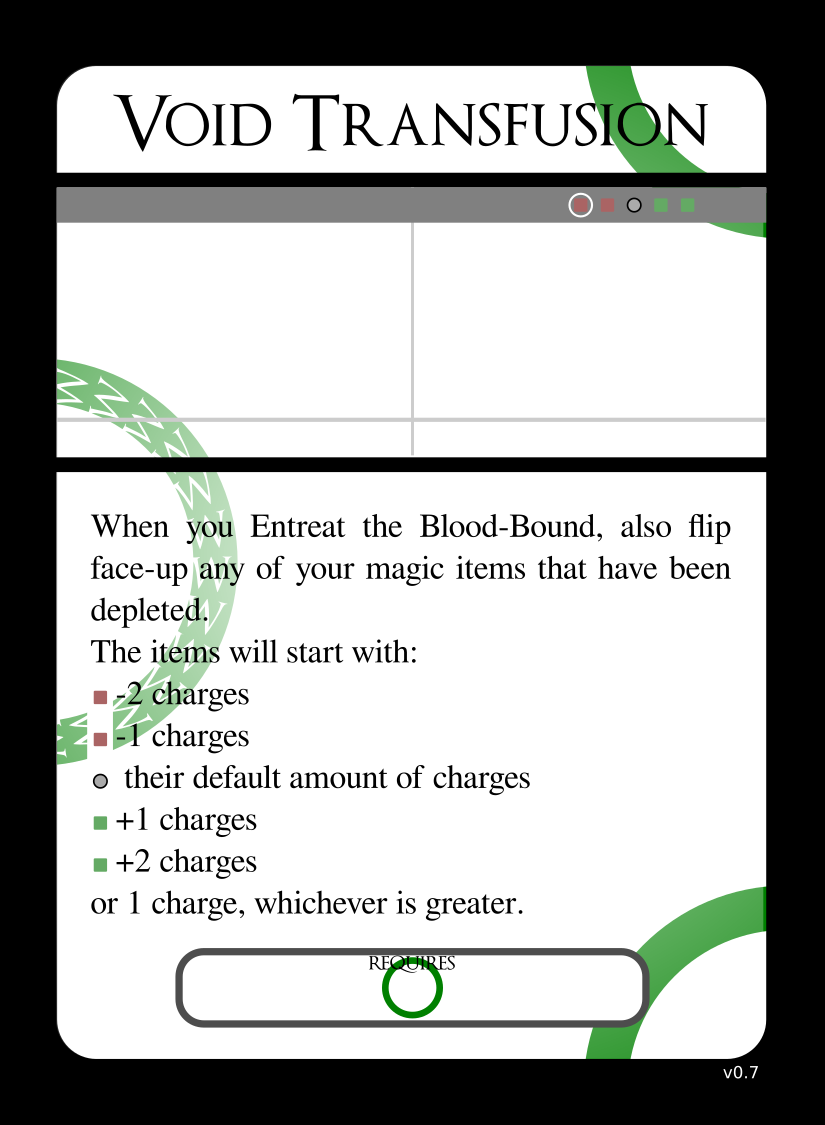 Void Transfusion
When you Entreat the Blood-Bound, also flip
face-up any of your magic items that have been
depleted.
The items will start with:
-2 charges
-1 charges
their default amount of charges
+1 charges
+2 charges
or 1 charge, whichever is greater.
REQUIRES
v0.7